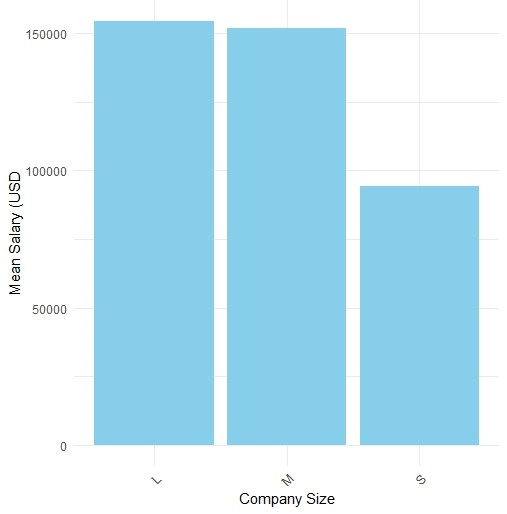 Mean Salary (USD
150000
100000
50000
0
L
M
S
Company Size